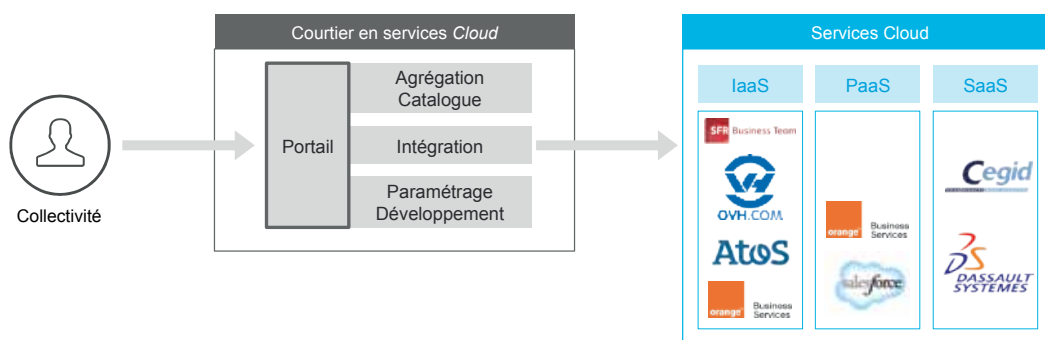 Collectivité
Courtier en services Cloud
Portail
Agrégation
Catalogue
Intégration
Paramétrage
Développement
Services Cloud
IaaS
PaaS
SaaS
SFR Business Team
OVH.COM
Atos
orange
Business
Services
orange
Business
Services
salesforce
Cegid
DS
DASSAULT
SYSTEMES